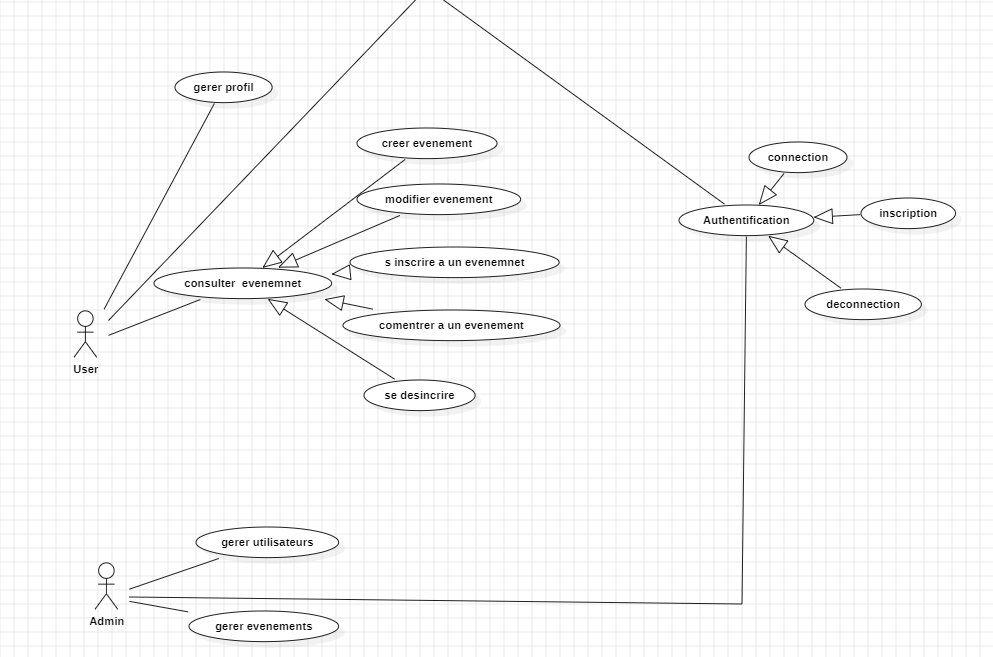 gerer profil
creer evenement
connection
modifier evenement
inscription
Authentification
s inscrire a un evenemnet
consulter  evenemnet
deconnection
comentrer a un evenement
User
se desincrire
gerer utilisateurs
Admin
gerer evenements